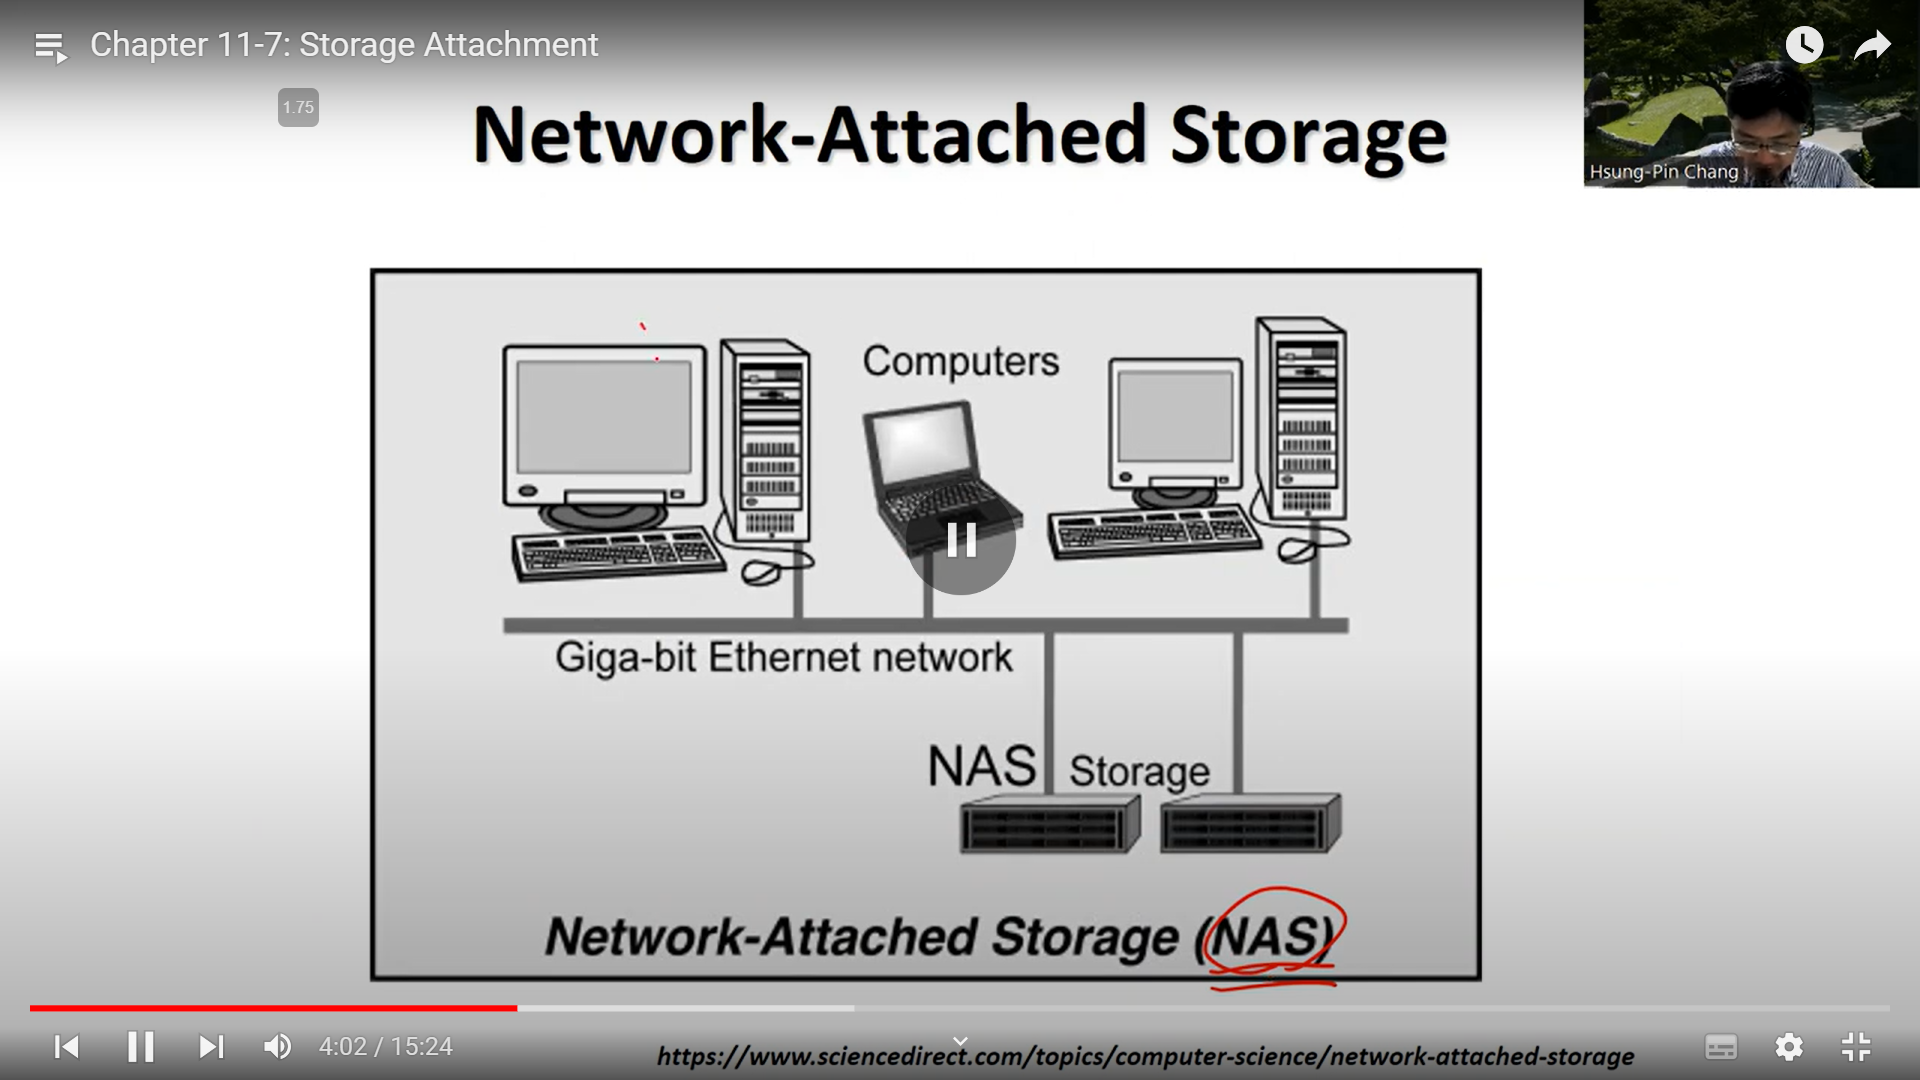 Chapter 11-7: Storage Attachment
1.75
Network-Attached Storage
Hsung-Pin Chang
Computers
Giga-bit Ethernet network
NAS Storage
Network-Attached Storage (NAS)
4:02 / 15:24
https://www.sciencedirect.com/topics/computer-science/network-attached-storage